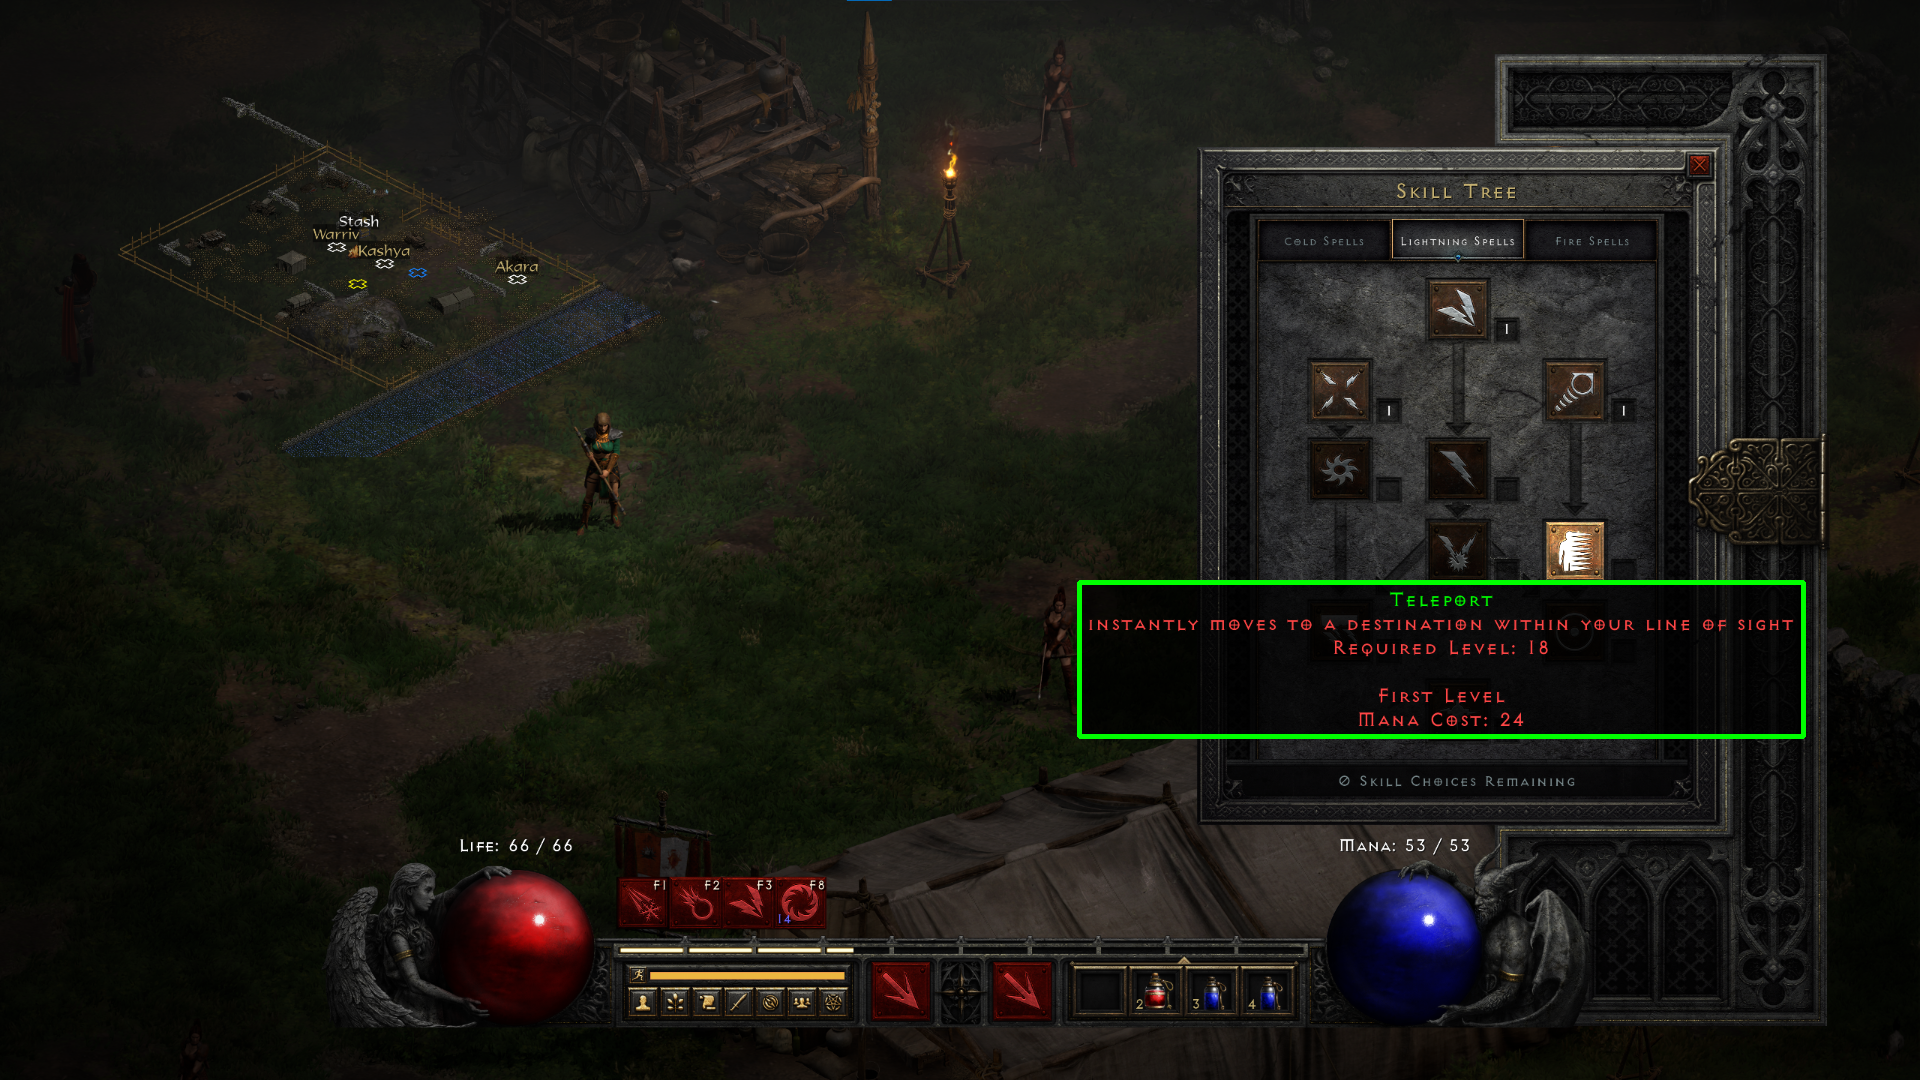 Skill Tree
Cold Spells
Lightning Spells
Fire Spells
1
1
1
Stash
Warriv
Kashya
Akara
Teleport
instantly moves to a destination within your line of sight
Required Level: 18
First Level
Mana Cost: 24
0 Skill Choices Remaining
Life: 66 / 66
Mana: 53 / 53
F1
F2
F3
F8
14
2
3
4